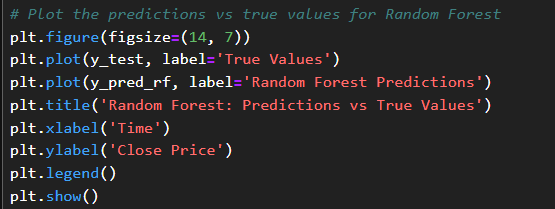 # Plot the predictions vs true values for Random Forest
plt.figure(figsize=(14, 7))
plt.plot(y_test, label='True Values')
plt.plot(y_pred_rf, label='Random Forest Predictions')
plt.title('Random Forest: Predictions vs True Values')
plt.xlabel('Time')
plt.ylabel('Close Price')
plt.legend()
plt.show()